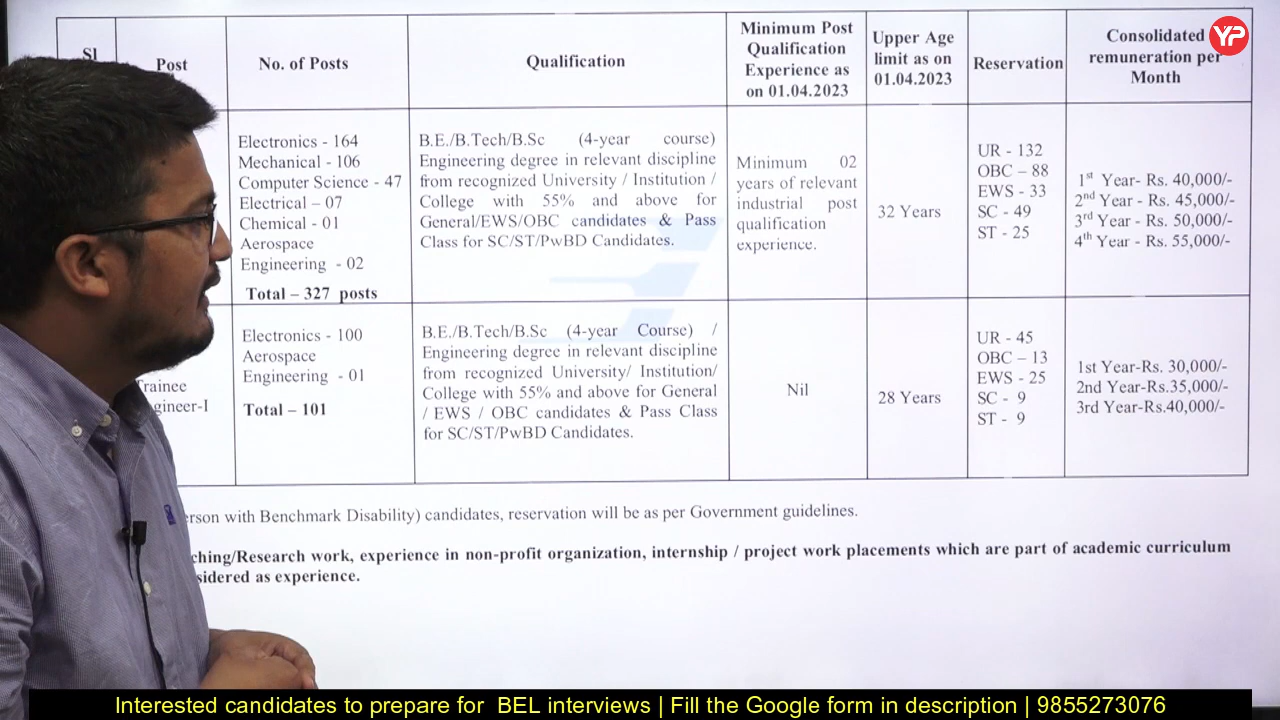 YP
Sl
Post
No. of Posts
Qualification
Minimum Post
Qualification
Experience as
on 01.04.2023
Upper Age
limit as on
01.04.2023
Reservation
Consolidated
remuneration per
Month
Electronics - 164
Mechanical - 106
Computer Science - 47
Electrical – 07
Chemical - 01
Aerospace
Engineering - 02
Total – 327 posts
B.E./B.Tech/B.Sc (4-year course)
Engineering degree in relevant discipline
from recognized University / Institution /
College with 55% and above for
General/EWS/OBC candidates & Pass
Class for SC/ST/PwBD Candidates.
Minimum 02
years of relevant
industrial post
qualification
experience.
32 Years
UR - 132
OBC – 88
EWS - 33
SC - 49
ST - 25
1st Year- Rs. 40,000/-
2nd Year - Rs. 45,000/-
3rd Year - Rs. 50,000/-
4th Year - Rs. 55,000/-
Trainee
gineer-I
Electronics - 100
Aerospace
Engineering - 01
Total – 101
B.E./B.Tech/B.Sc (4-year Course) /
Engineering degree in relevant discipline
from recognized University/ Institution/
College with 55% and above for General
/ EWS / OBC candidates & Pass Class
for SC/ST/PwBD Candidates.
Nil
28 Years
UR - 45
OBC – 13
EWS - 25
SC - 9
ST - 9
1st Year-Rs. 30,000/-
2nd Year-Rs.35,000/-
3rd Year-Rs.40,000/-
erson with Benchmark Disability) candidates, reservation will be as per Government guidelines.
ching/Research work, experience in non-profit organization, internship / project work placements which are part of academic curriculum
sidered as experience.
Interested candidates to prepare for BEL interviews | Fill the Google form in description | 9855273076